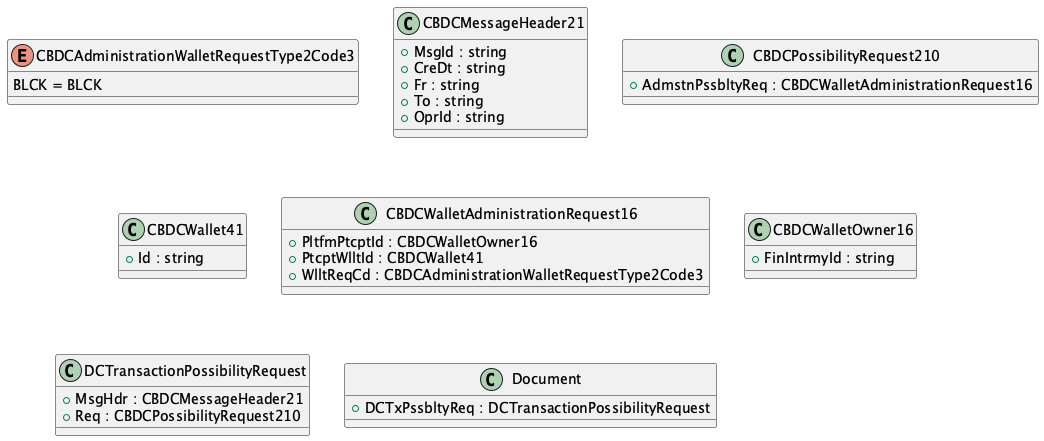 E CBDCAdministrationWalletRequestType2Code3
BLCK = BLCK
C CBDCMessageHeader21
MsgId : string
CreDt : string
Fr : string
To : string
OprId : string
C CBDCPossibilityRequest210
AdmstnPssbltyReq : CBDCWalletAdministrationRequest16
C CBDCWallet41
Id : string
C CBDCWalletAdministrationRequest16
PltfmPtcptId : CBDCWalletOwner16
PtcptWlltId : CBDCWallet41
WlltReqCd : CBDCAdministrationWalletRequestType2Code3
C CBDCWalletOwner16
FinIntrmyId : string
C DCTransactionPossibilityRequest
MsgHdr : CBDCMessageHeader21
Req : CBDCPossibilityRequest210
C Document
DCTxPssbltyReq : DCTransactionPossibilityRequest